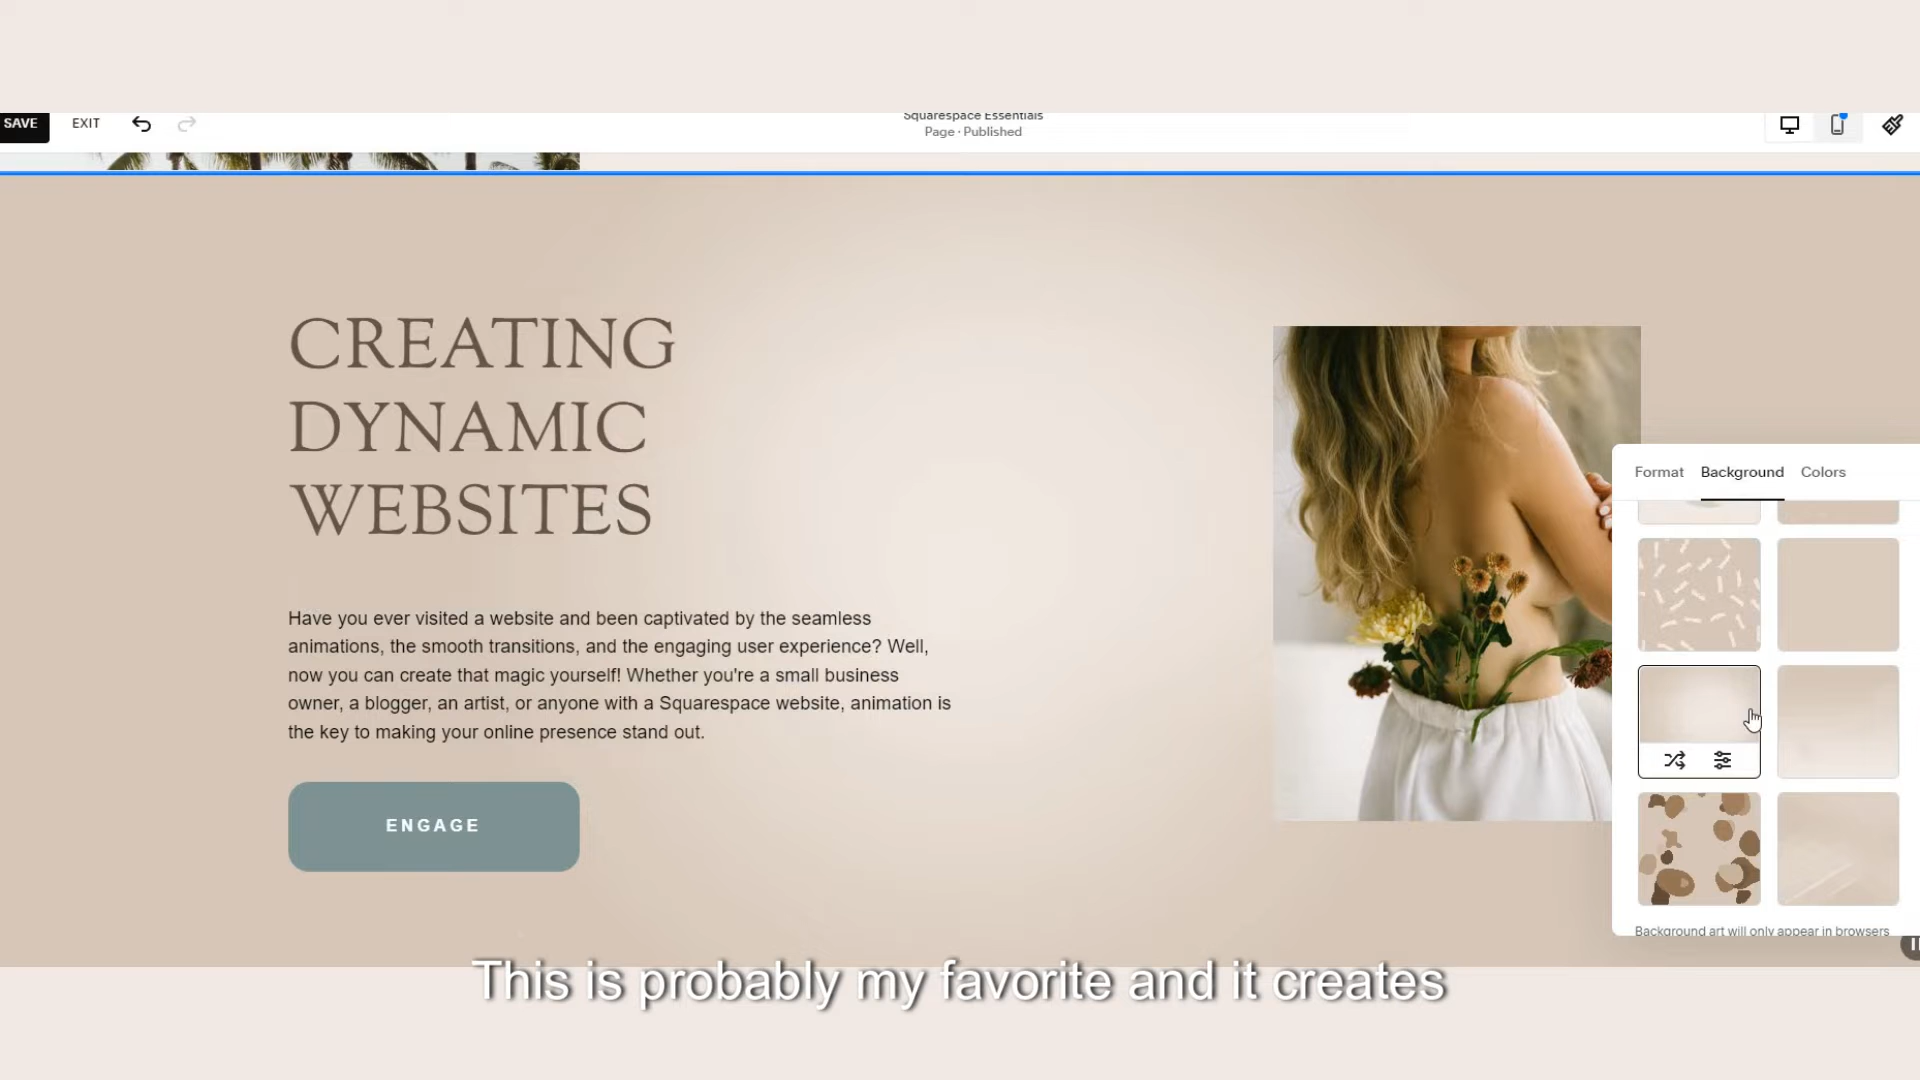 SAVE
EXIT
Squarespace Essentials
Page · Published
CREATING
DYNAMIC
WEBSITES
Have you ever visited a website and been captivated by the seamless
animations, the smooth transitions, and the engaging user experience? Well,
now you can create that magic yourself! Whether you're a small business
owner, a blogger, an artist, or anyone with a Squarespace website, animation is
the key to making your online presence stand out.
ENGAGE
Format Background Colors
Background art will only appear in browsers
This is probably my favorite and it creates